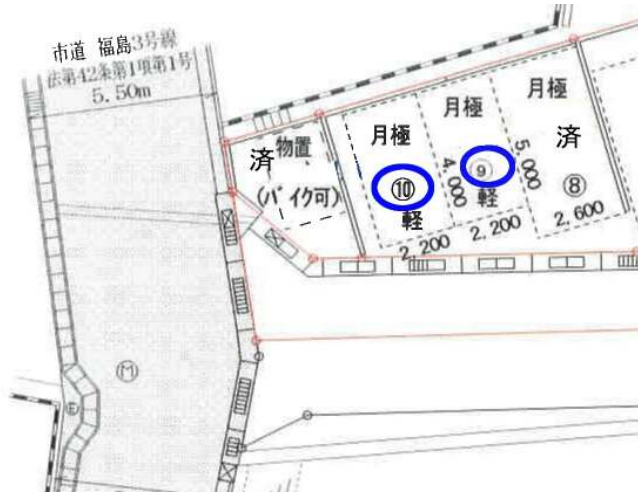 市道 福島3号線
法第42条第1項第1号
5.50m
済
物置
(バイク可)
月極
⑩
軽
2,200
月極
4,000
⑨
軽
2,200
月極
5,000
済
⑧
2,600
M
E